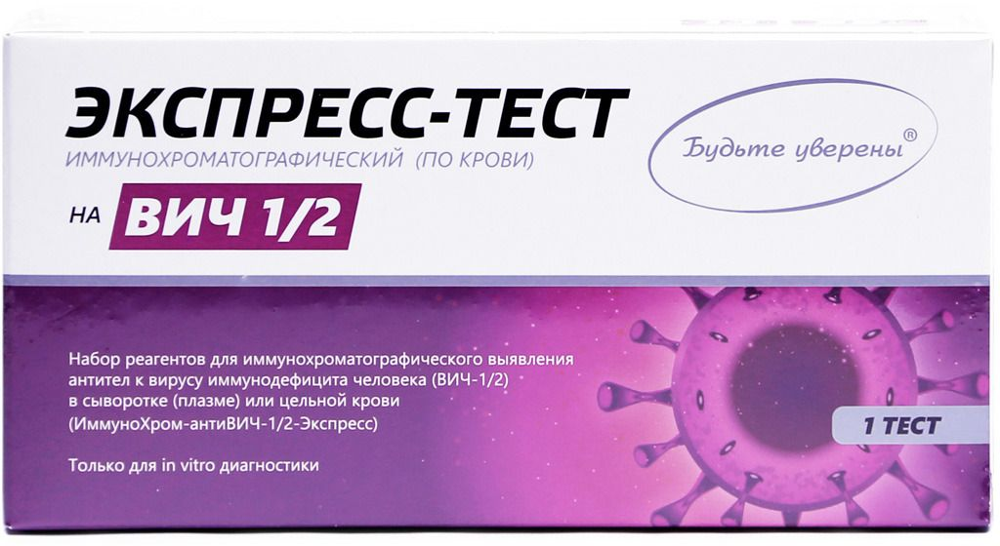 ЭКСПРЕСС-ТЕСТ
ИММУНОХРОМАТОГРАФИЧЕСКИЙ (ПО КРОВИ)
НА ВИЧ 1/2
Будьте уверены®
Набор реагентов для иммунохроматографического выявления
антител к вирусу иммунодефицита человека (ВИЧ-1/2)
в сыворотке (плазме) или цельной крови
(ИммуноХром-антиВИЧ-1/2-Экспресс)
Только для in vitro диагностики
1 ТЕСТ